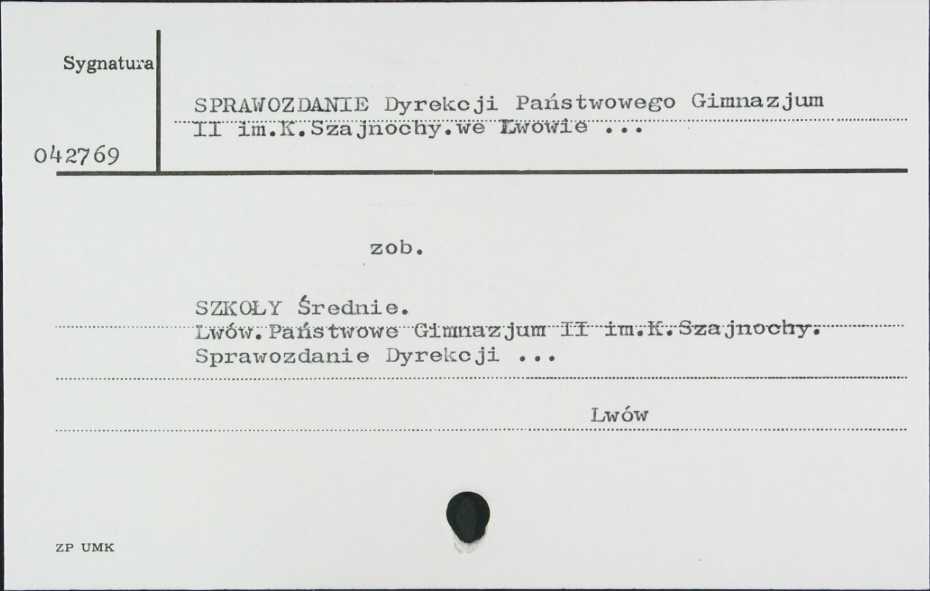 Sygnatura
SPRAWOZDANIE Dyrekcji Państwowego Gimnazjum
II im.K.Szajnochy.we Lwowie ...
042769
zob.
SZKOŁY Średnie.
Lwów.Państwowe Gimnazjum II im.K.Szajnochy.
Sprawozdanie Dyrekcji ...
Lwów
ZP UMK